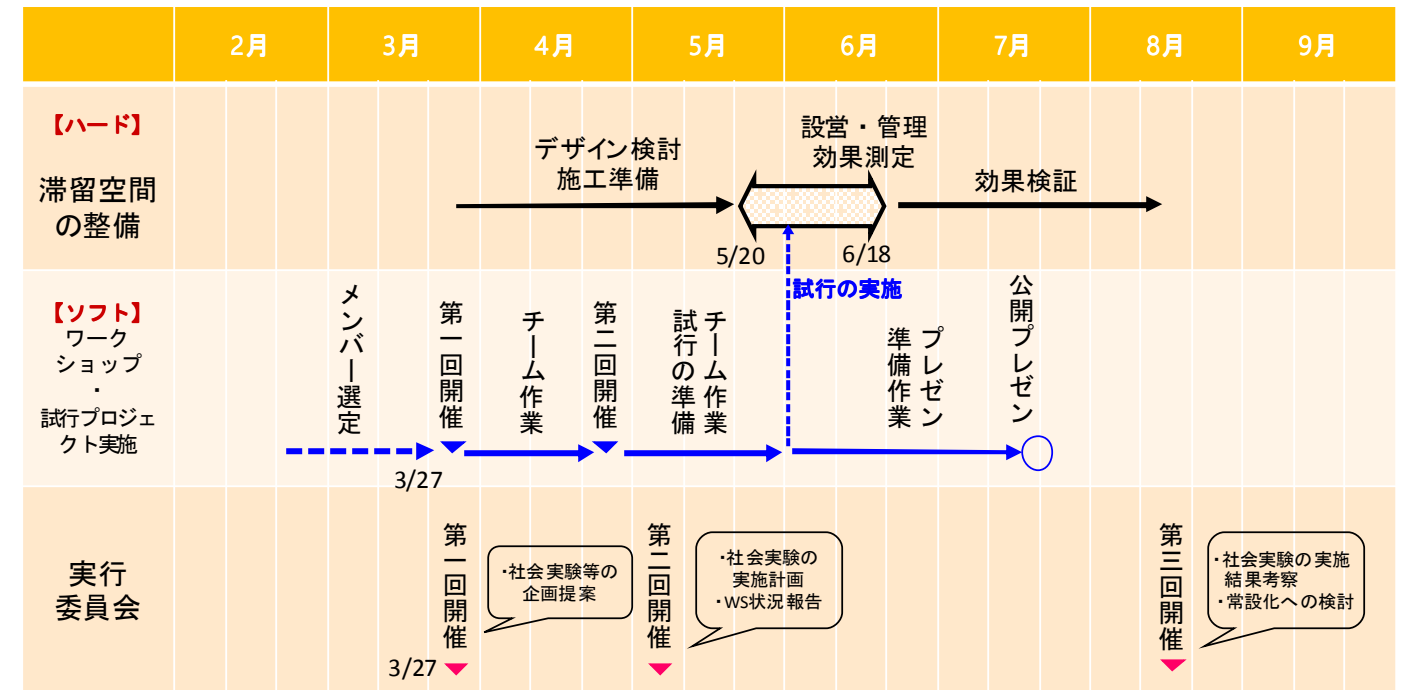 2月
3月
4月
5月
6月
7月
8月
9月
【ハード】
滞留空間
の整備
デザイン検討
施工準備
設営・管理
効果測定
効果検証
5/20
6/18
【ソフト】
ワーク
ショップ
・
試行プロジェ
クト実施
メンバー選定
第一回開催
チーム作業
第二回開催
チーム作業
試行の準備
試行の実施
プレゼン
準備作業
公開プレゼン
3/27
実行
委員会
第一回開催
3/27
・社会実験等の
企画提案
第二回開催
・社会実験の
実施計画
・WS状況報告
第三回開催
・社会実験の実施
結果考察
・常設化への検討